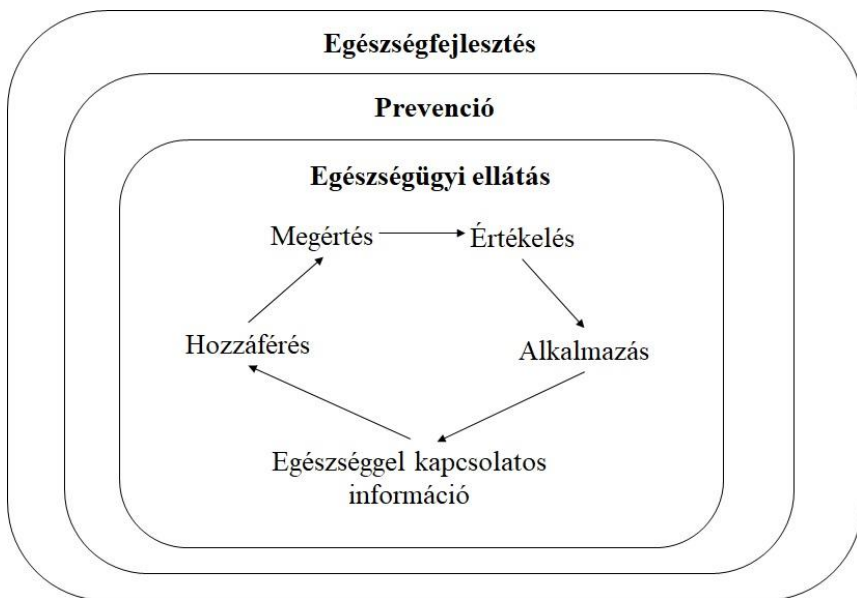 Egészségfejlesztés
Prevenció
Egészségügyi ellátás
Megértés
Értékelés
Hozzáférés
Alkalmazás
Egészséggel kapcsolatos
információ